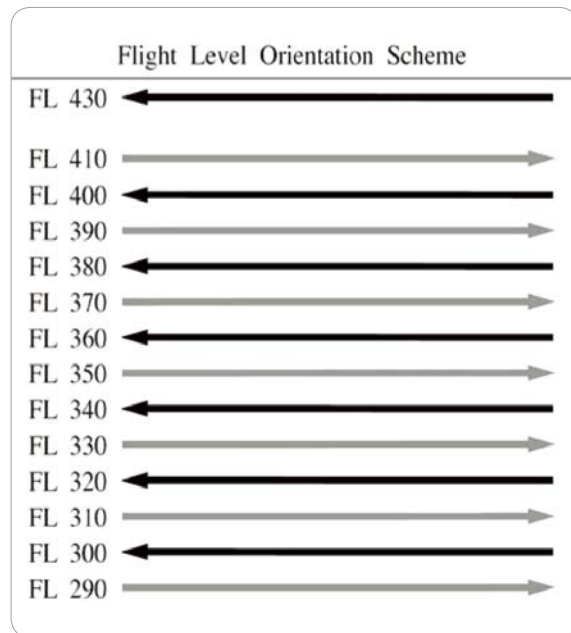 Flight Level Orientation Scheme
FL 430
FL 410
FL 400
FL 390
FL 380
FL 370
FL 360
FL 350
FL 340
FL 330
FL 320
FL 310
FL 300
FL 290